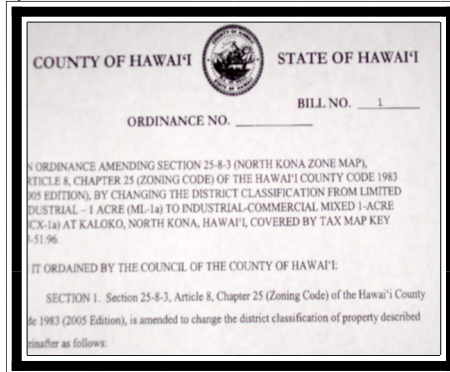 COUNTY OF HAWAIʻI STATE OF HAWAIʻI
BILL NO. 1
ORDINANCE NO.
N ORDINANCE AMENDING SECTION 25-8-3 (NORTH KONA ZONE MAP),
RTICLE 8, CHAPTER 25 (ZONING CODE) OF THE HAWAIʻI COUNTY CODE 1983
005 EDITION), BY CHANGING THE DISTRICT CLASSIFICATION FROM LIMITED
DUSTRIAL – 1 ACRE (ML-1a) TO INDUSTRIAL-COMMERCIAL MIXED 1-ACRE
CX-1a) AT KALOKO, NORTH KONA, HAWAIʻI, COVERED BY TAX MAP KEY
-51:96.
IT ORDAINED BY THE COUNCIL OF THE COUNTY OF HAWAIʻI:
SECTION 1. Section 25-8-3, Article 8, Chapter 25 (Zoning Code) of the Hawaiʻi County
de 1983 (2005 Edition), is amended to change the district classification of property described
einafter as follows: